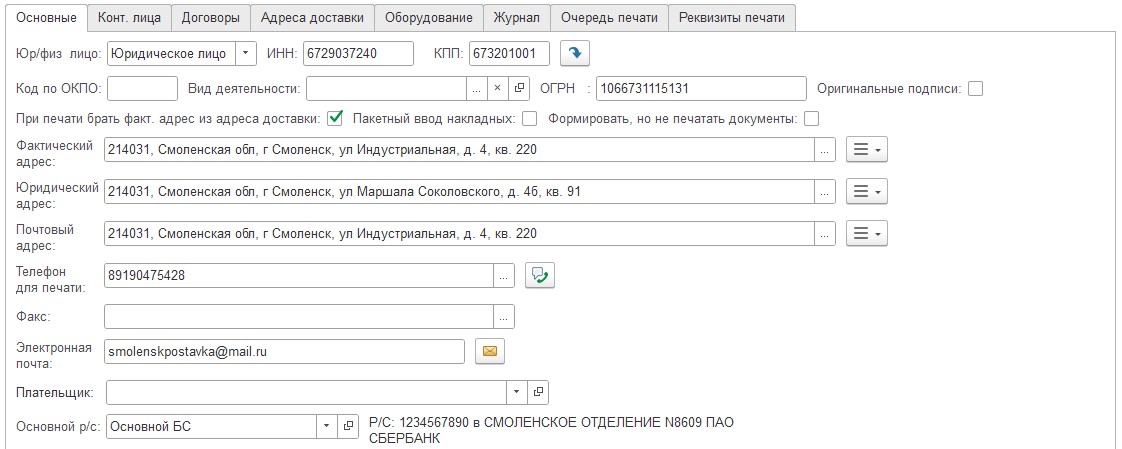 Основные Конт. лица Договоры Адреса доставки Оборудование Журнал Очередь печати Реквизиты печати
Юр/физ лицо: Юридическое лицо ИНН: 6729037240 КПП: 673201001
Код по ОКПО: Вид деятельности: ... × ОГРН : 1066731115131 Оригинальные подписи:
При печати брать факт. адрес из адреса доставки: Пакетный ввод накладных: Формировать, но не печатать документы:
Фактический
адрес: 214031, Смоленская обл, г Смоленск, ул Индустриальная, д. 4, кв. 220 ...
Юридический
адрес: 214031, Смоленская обл, г Смоленск, ул Маршала Соколовского, д. 4б, кв. 91 ...
Почтовый
адрес: 214031, Смоленская обл, г Смоленск, ул Индустриальная, д. 4, кв. 220 ...
Телефон
для печати: 89190475428 ...
Факс: ...
Электронная
почта: smolenskpostavka@mail.ru
Плательщик:
Основной р/с: Основной БС Р/С: 1234567890 в СМОЛЕНСКОЕ ОТДЕЛЕНИЕ N8609 ПАО
СБЕРБАНК